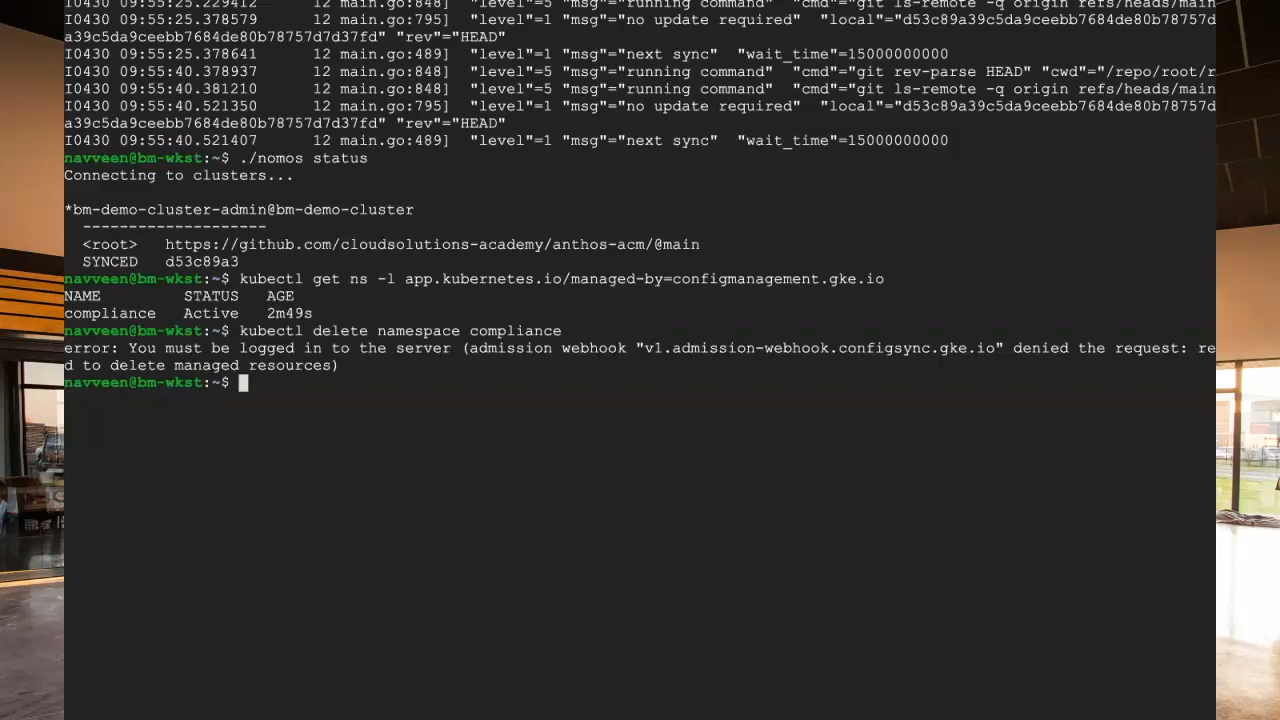 I0430 09:55:25.229412      12 main.go:848]  "level"=5 "msg"="running command"  "cmd"="git ls-remote -q origin refs/heads/main
I0430 09:55:25.378579      12 main.go:795]  "level"=1 "msg"="no update required"  "local"="d53c89a39c5da9ceebb7684de80b78757d
a39c5da9ceebb7684de80b78757d7d37fd" "rev"="HEAD"
I0430 09:55:25.378641      12 main.go:489]  "level"=1 "msg"="next sync"  "wait_time"=15000000000
I0430 09:55:40.378937      12 main.go:848]  "level"=5 "msg"="running command"  "cmd"="git rev-parse HEAD" "cwd"="/repo/root/r
I0430 09:55:40.381210      12 main.go:848]  "level"=5 "msg"="running command"  "cmd"="git ls-remote -q origin refs/heads/main
I0430 09:55:40.521350      12 main.go:795]  "level"=1 "msg"="no update required"  "local"="d53c89a39c5da9ceebb7684de80b78757d
a39c5da9ceebb7684de80b78757d7d37fd" "rev"="HEAD"
I0430 09:55:40.521407      12 main.go:489]  "level"=1 "msg"="next sync"  "wait_time"=15000000000
navveen@bm-wkst:~$ ./nomos status
Connecting to clusters...
*bm-demo-cluster-admin@bm-demo-cluster
--------------------
<root>   https://github.com/cloudsolutions-academy/anthos-acm/@main
SYNCED   d53c89a3
navveen@bm-wkst:~$ kubectl get ns -l app.kubernetes.io/managed-by=configmanagement.gke.io
NAME         STATUS   AGE
compliance   Active   2m49s
navveen@bm-wkst:~$ kubectl delete namespace compliance
error: You must be logged in to the server (admission webhook "v1.admission-webhook.configsync.gke.io" denied the request: re
d to delete managed resources)
navveen@bm-wkst:~$